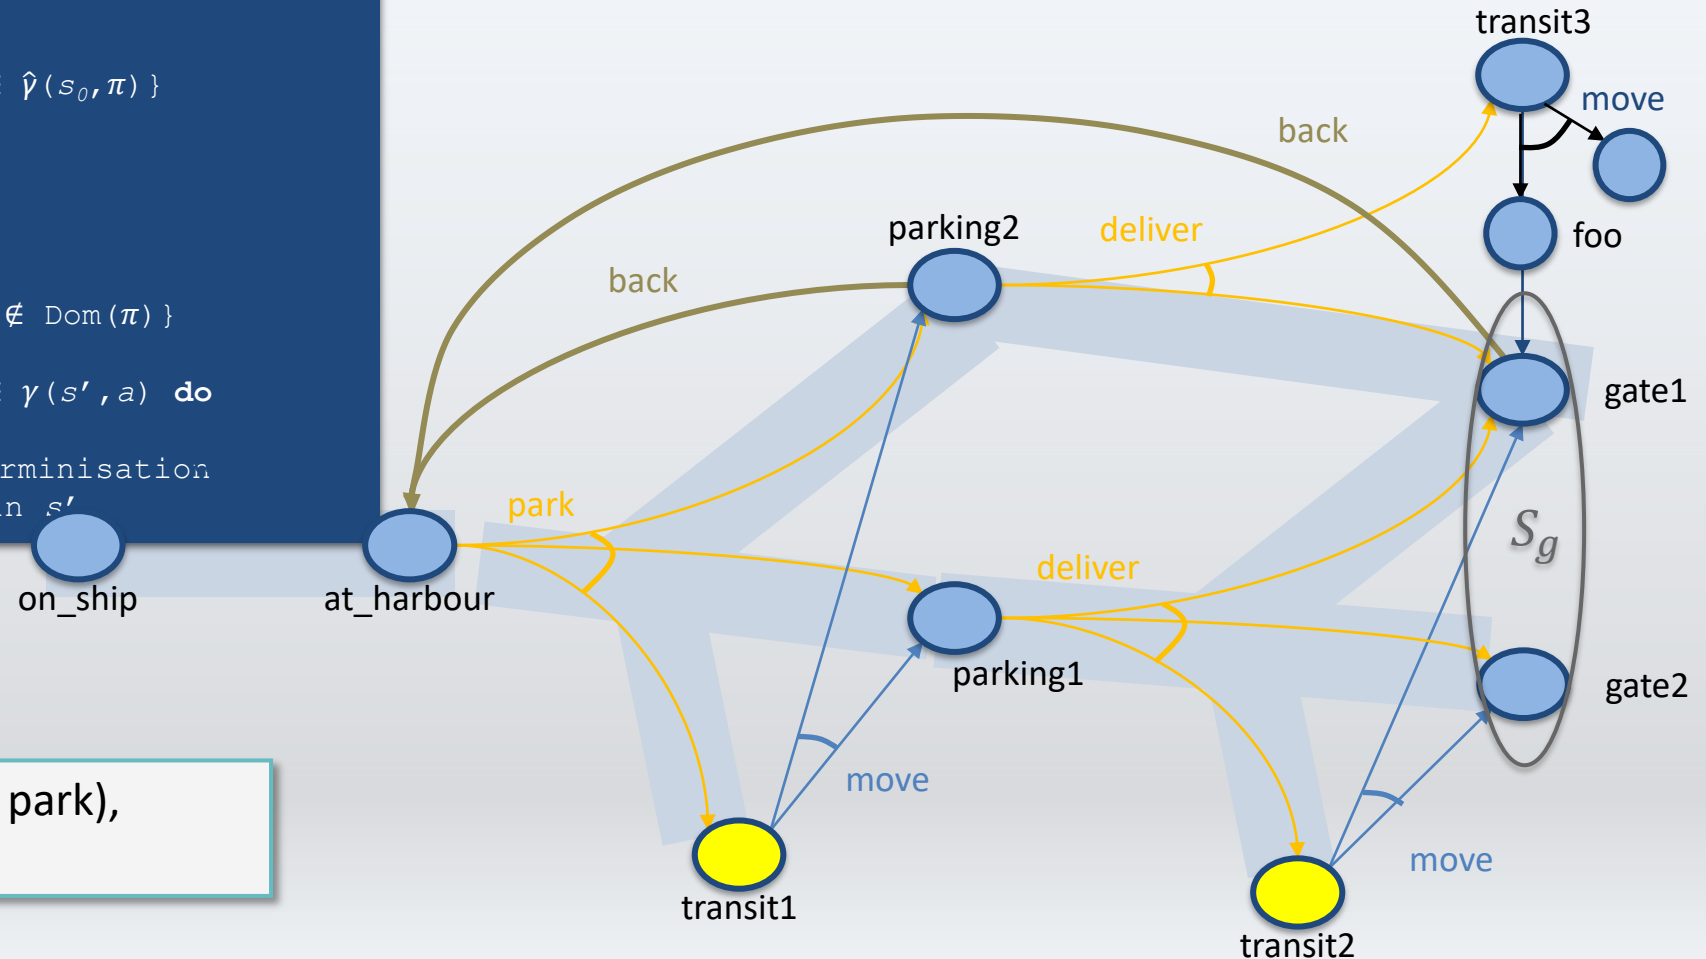 γ̂(s₀,π)}
∉ Dom(π)}
γ(s′,a) do
rminisation
n s′
on_ship
at_harbour
park),
transit3
move
back
foo
parking2
deliver
back
gate1
park
S_g
deliver
parking1
gate2
move
move
transit1
transit2